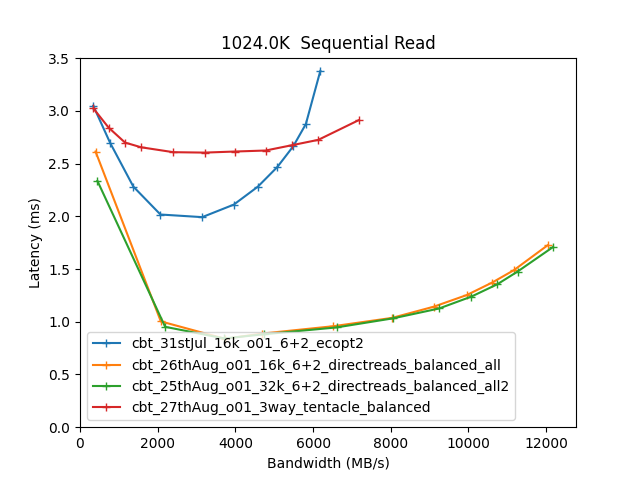 1024.0K  Sequential Read
3.5
3.0
2.5
2.0
1.5
1.0
0.5
0.0
Latency (ms)
cbt_31stJul_16k_o01_6+2_ecopt2
cbt_26thAug_o01_16k_6+2_directreads_balanced_all
cbt_25thAug_o01_32k_6+2_directreads_balanced_all2
cbt_27thAug_o01_3way_tentacle_balanced
0 2000 4000 6000 8000 10000 12000
Bandwidth (MB/s)